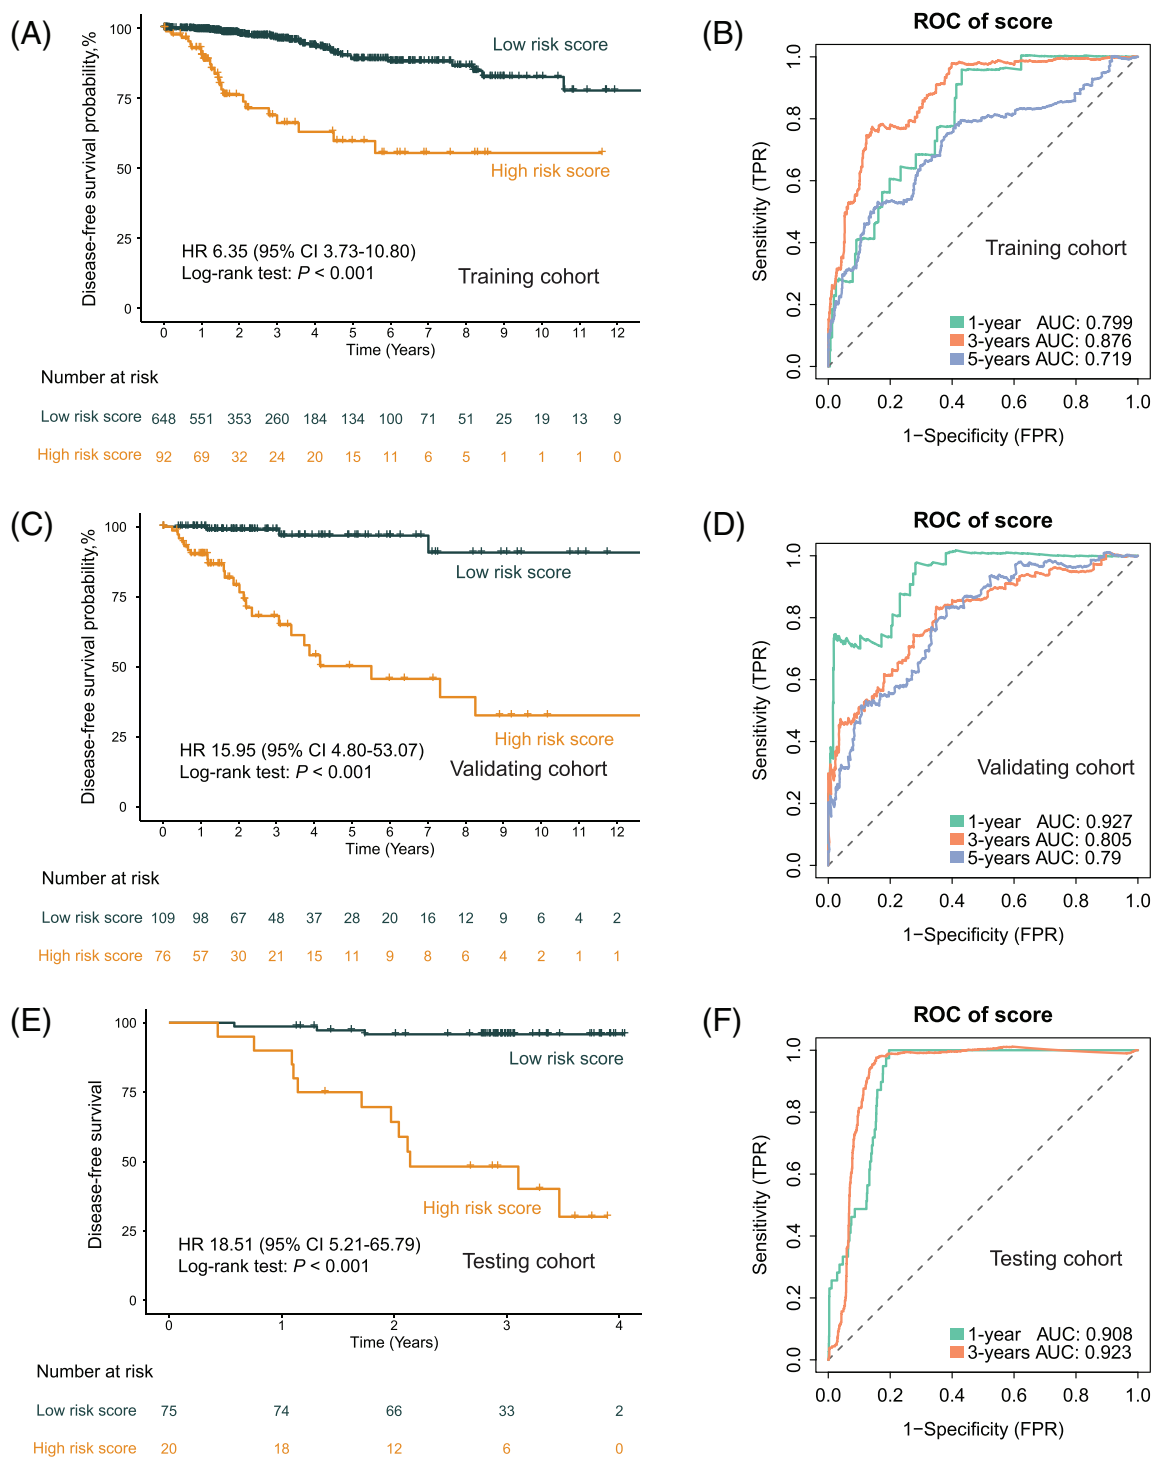 (A)
Disease-free survival probability,%
100
75
50
25
0
Low risk score
High risk score
HR 6.35 (95% CI 3.73-10.80)
Log-rank test: P < 0.001
Training cohort
0 1 2 3 4 5 6 7 8 9 10 11 12
Time (Years)
Number at risk
Low risk score 648 551 353 260 184 134 100 71 51 25 19 13 9
High risk score 92 69 32 24 20 15 11 6 5 1 1 1 0
(B)
ROC of score
Sensitivity (TPR)
1.0
0.8
0.6
0.4
0.2
0.0
Training cohort
1-year AUC: 0.799
3-years AUC: 0.876
5-years AUC: 0.719
0.0 0.2 0.4 0.6 0.8 1.0
1−Specificity (FPR)
(C)
Disease-free survival probability,%
100
75
50
25
0
Low risk score
High risk score
HR 15.95 (95% CI 4.80-53.07)
Log-rank test: P < 0.001
Validating cohort
0 1 2 3 4 5 6 7 8 9 10 11 12
Time (Years)
Number at risk
Low risk score 109 98 67 48 37 28 20 16 12 9 6 4 2
High risk score 76 57 30 21 15 11 9 8 6 4 2 1 1
(D)
ROC of score
Sensitivity (TPR)
1.0
0.8
0.6
0.4
0.2
0.0
Validating cohort
1-year AUC: 0.927
3-years AUC: 0.805
5-years AUC: 0.79
0.0 0.2 0.4 0.6 0.8 1.0
1−Specificity (FPR)
(E)
Disease-free survival
100
75
50
25
0
Low risk score
High risk score
HR 18.51 (95% CI 5.21-65.79)
Log-rank test: P < 0.001
Testing cohort
0 1 2 3 4
Time (Years)
Number at risk
Low risk score 75 74 66 33 2
High risk score 20 18 12 6 0
(F)
ROC of score
Sensitivity (TPR)
1.0
0.8
0.6
0.4
0.2
0.0
Testing cohort
1-year AUC: 0.908
3-years AUC: 0.923
0.0 0.2 0.4 0.6 0.8 1.0
1−Specificity (FPR)